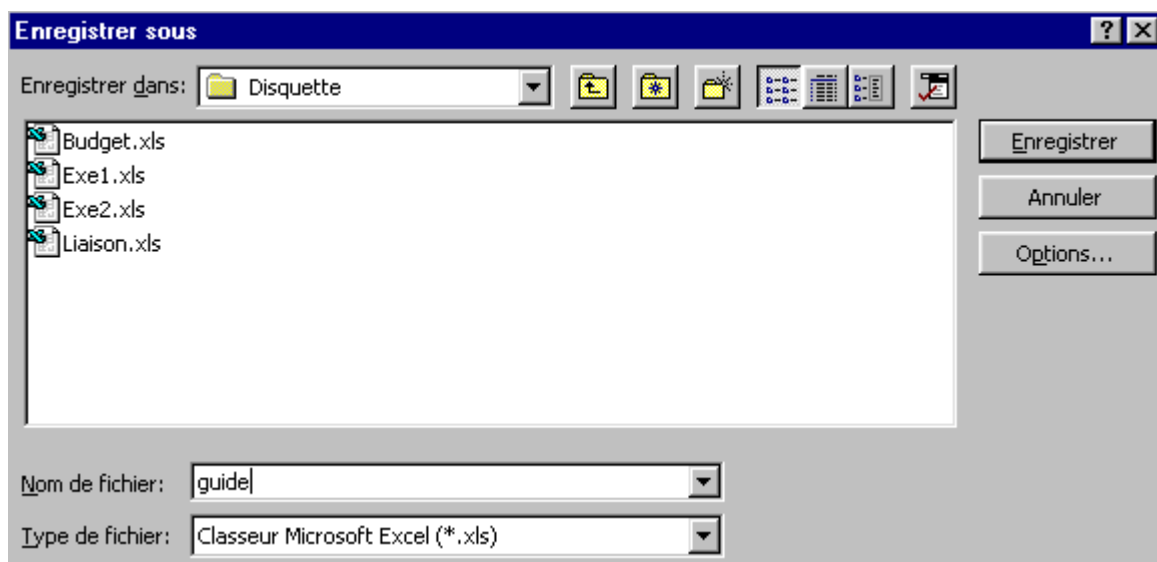 Enregistrer sous
Enregistrer dans: Disquette
Budget.xls
Exe1.xls
Exe2.xls
Liaison.xls
Enregistrer
Annuler
Options...
Nom de fichier: guide
Type de fichier: Classeur Microsoft Excel (*.xls)